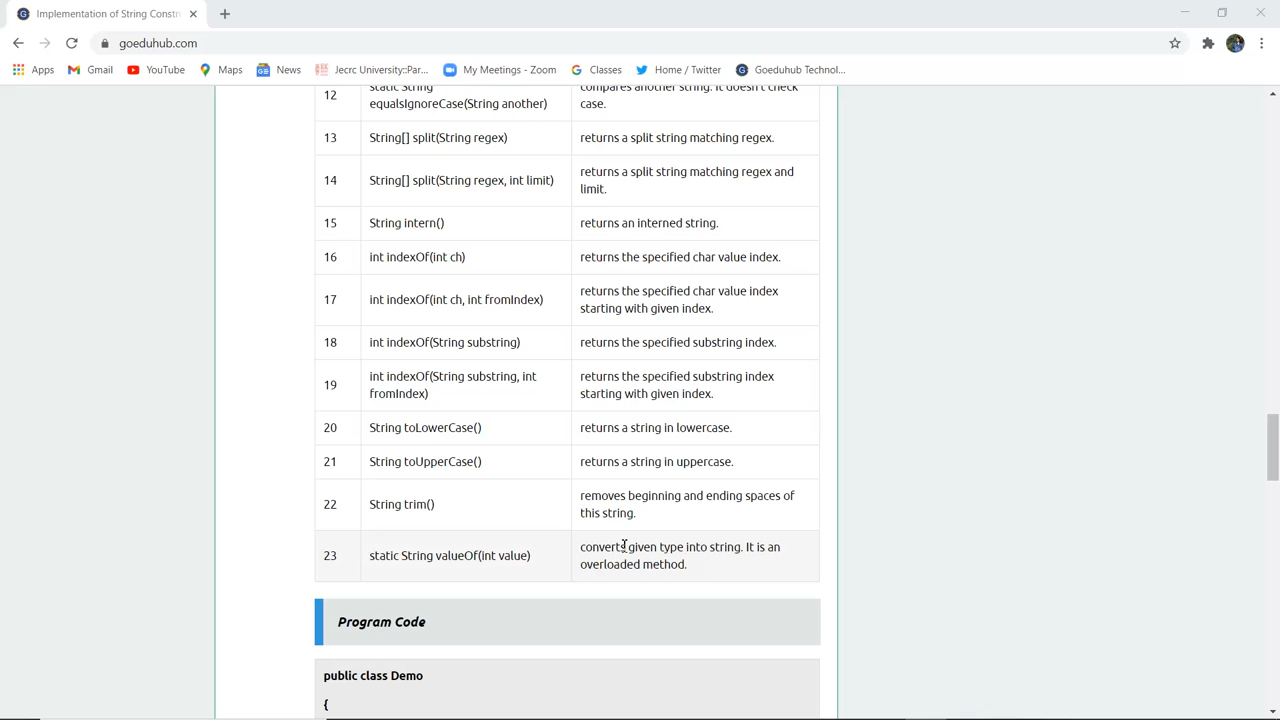 Implementation of String Constr
goeduhub.com
Apps
Gmail
YouTube
Maps
News
Jecrc University::Par...
My Meetings - Zoom
Classes
Home / Twitter
Goeduhub Technol...
12
static String
equalsIgnoreCase(String another)
compares another string. It doesn't check
case.
13
String[] split(String regex)
returns a split string matching regex.
14
String[] split(String regex, int limit)
returns a split string matching regex and
limit.
15
String intern()
returns an interned string.
16
int indexOf(int ch)
returns the specified char value index.
17
int indexOf(int ch, int fromIndex)
returns the specified char value index
starting with given index.
18
int indexOf(String substring)
returns the specified substring index.
19
int indexOf(String substring, int
fromIndex)
returns the specified substring index
starting with given index.
20
String toLowerCase()
returns a string in lowercase.
21
String toUpperCase()
returns a string in uppercase.
22
String trim()
removes beginning and ending spaces of
this string.
23
static String valueOf(int value)
converts given type into string. It is an
overloaded method.
Program Code
public class Demo
{